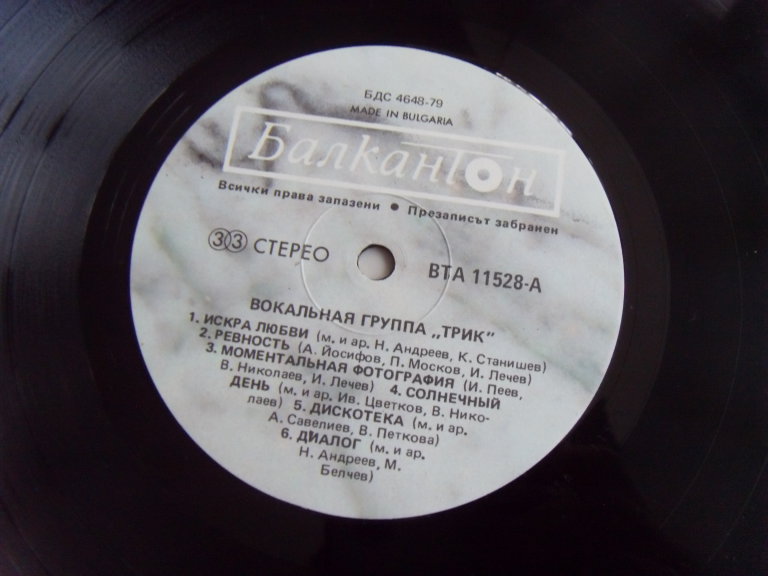 БДС 4648-79
MADE IN BULGARIA
Балкантон
Всички права запазени ● Презаписът забранен
33 СТЕРЕО
ВТА 11528-А
ВОКАЛЬНАЯ ГРУППА „ТРИК"
1. ИСКРА ЛЮБВИ (м. и ар. Н. Андреев, К. Станишев)
2. РЕВНОСТЬ (А. Йосифов, П. Москов, И. Лечев)
3. МОМЕНТАЛЬНАЯ ФОТОГРАФИЯ (И. Пеев,
В. Николаев, И. Лечев) 4. СОЛНЕЧНЫЙ
ДЕНЬ (м. и ар. Ив. Цветков, В. Нико-
лаев) 5. ДИСКОТЕКА (м. и ар.
А. Савелиев, В. Петкова)
6. ДИАЛОГ (м. и ар.
Н. Андреев, М.
Белчев)